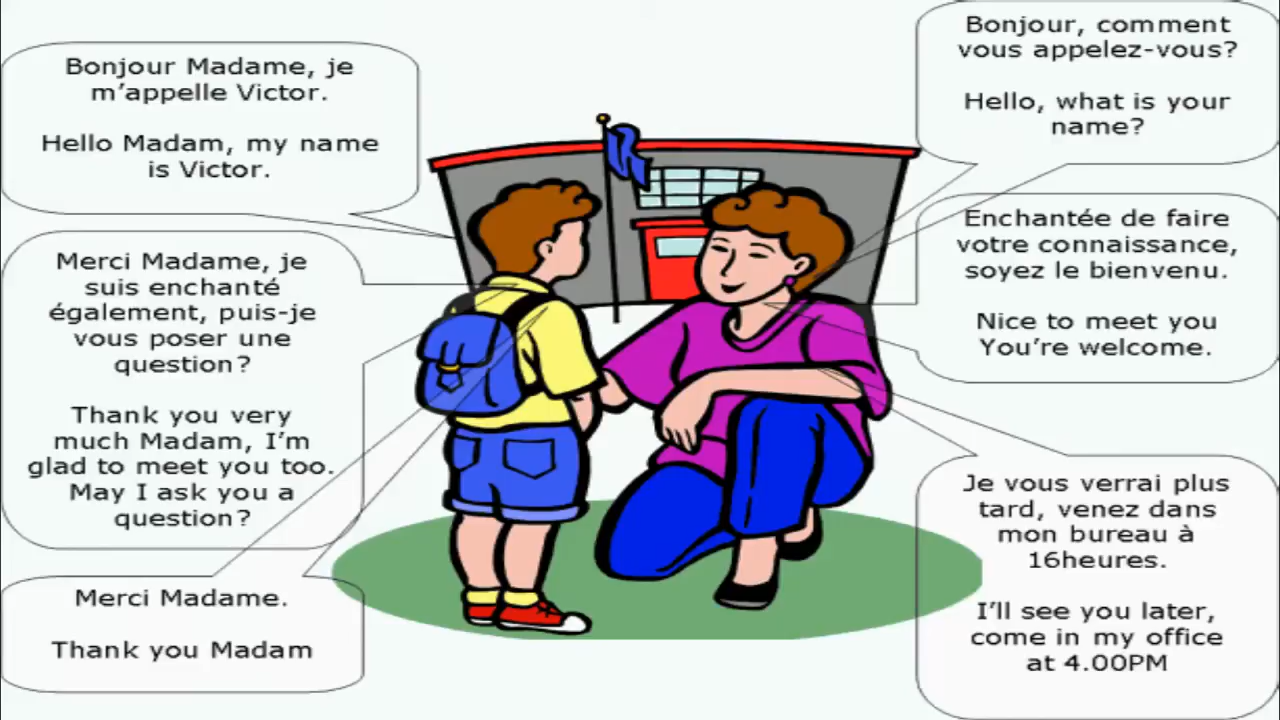 Bonjour, comment
vous appelez-vous?
Hello, what is your
name?
Bonjour Madame, je
m'appelle Victor.
Hello Madam, my name
is Victor.
Enchantée de faire
votre connaissance,
soyez le bienvenu.
Nice to meet you
You're welcome.
Merci Madame, je
suis enchanté
également, puis-je
vous poser une
question?
Thank you very
much Madam, I'm
glad to meet you too.
May I ask you a
question?
Je vous verrai plus
tard, venez dans
mon bureau à
16heures.
I'll see you later,
come in my office
at 4.00PM
Merci Madame.
Thank you Madam